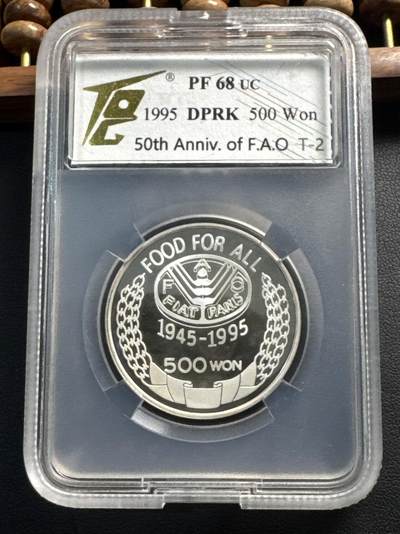 ® PF 68 UC
1995 DPRK 500 Won
50th Anniv. of F.A.O T-2
FOOD FOR ALL
F A O
FIAT PANIS
1945-1995
500 WON